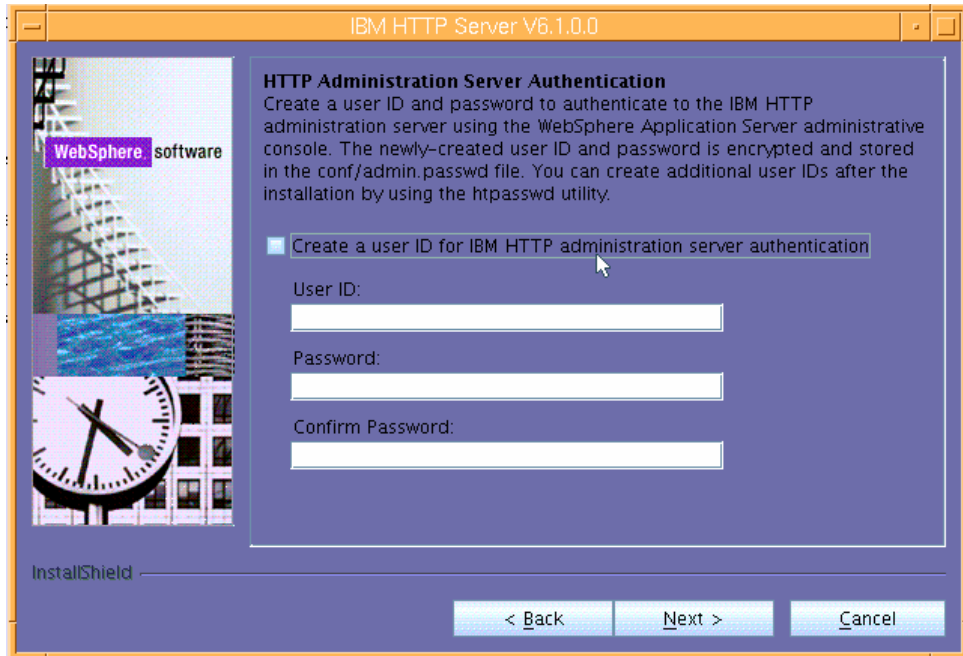 IBM HTTP Server V6.1.0.0
WebSphere software
HTTP Administration Server Authentication
Create a user ID and password to authenticate to the IBM HTTP
administration server using the WebSphere Application Server administrative
console. The newly-created user ID and password is encrypted and stored
in the conf/admin.passwd file. You can create additional user IDs after the
installation by using the htpasswd utility.
Create a user ID for IBM HTTP administration server authentication
User ID:
Password:
Confirm Password:
InstallShield
< Back
Next >
Cancel